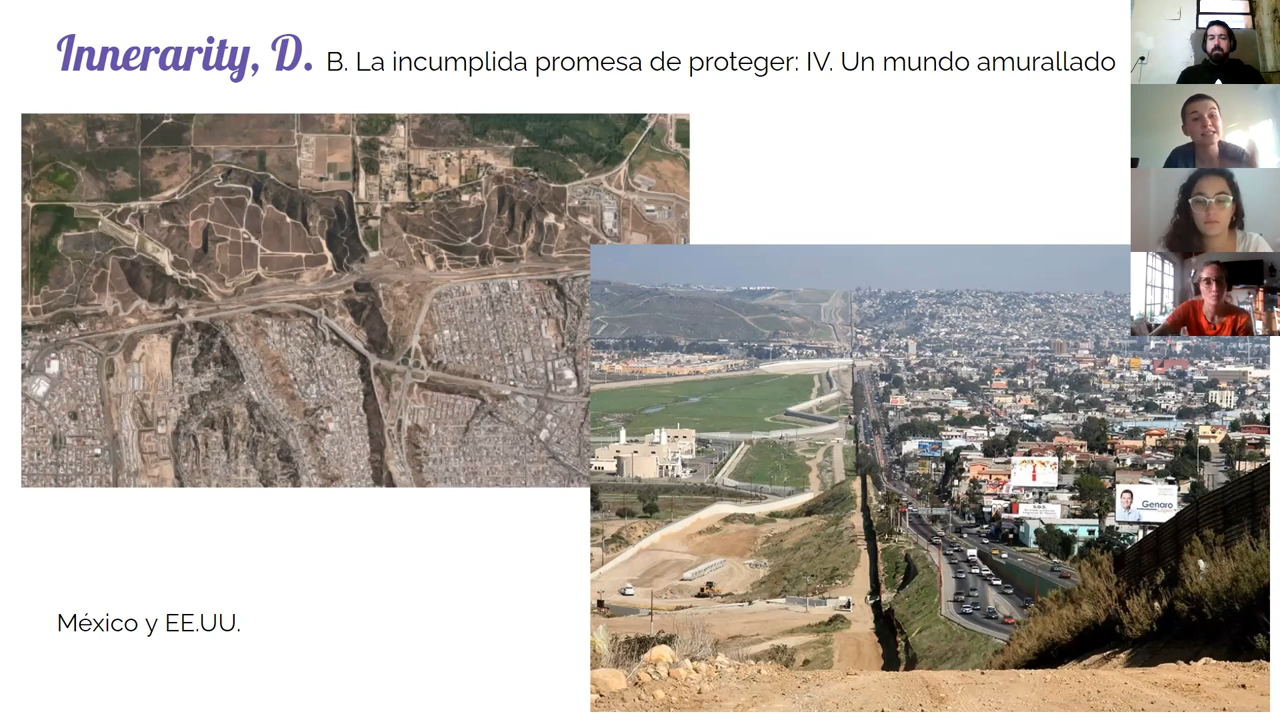 Innerarity, D. B. La incumplida promesa de proteger: IV. Un mundo amurallado
Genaro
México y EE.UU.